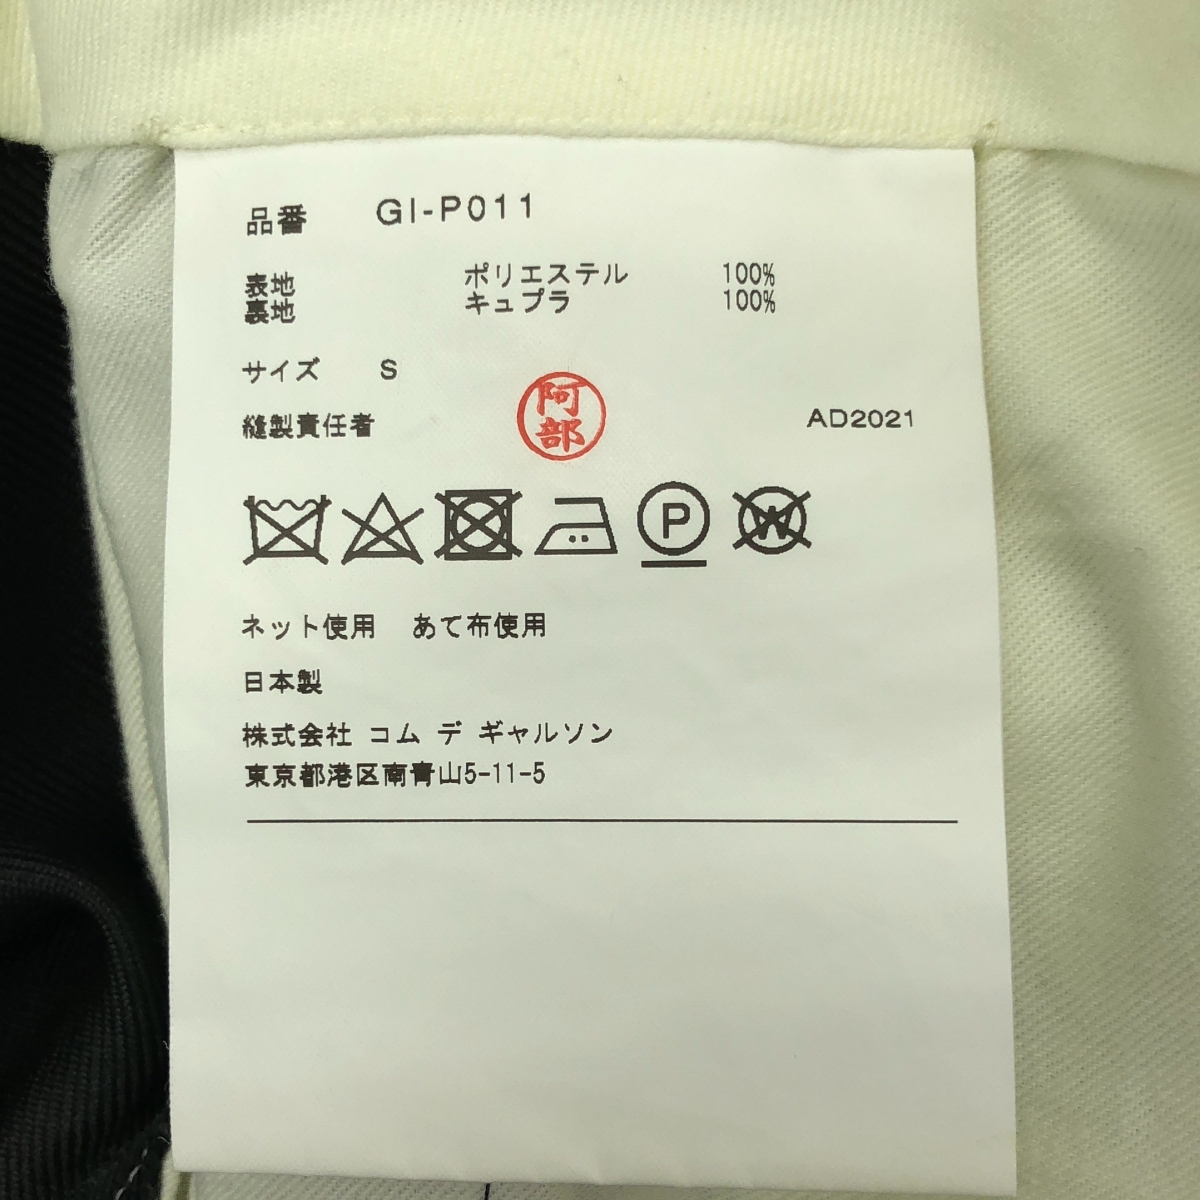 品番 GI-P011
表地 ポリエステル 100%
裏地 キュプラ 100%
サイズ S
縫製責任者 阿部 AD2021
P W
ネット使用 あて布使用
日本製
株式会社 コム デ ギャルソン
東京都港区南青山5-11-5